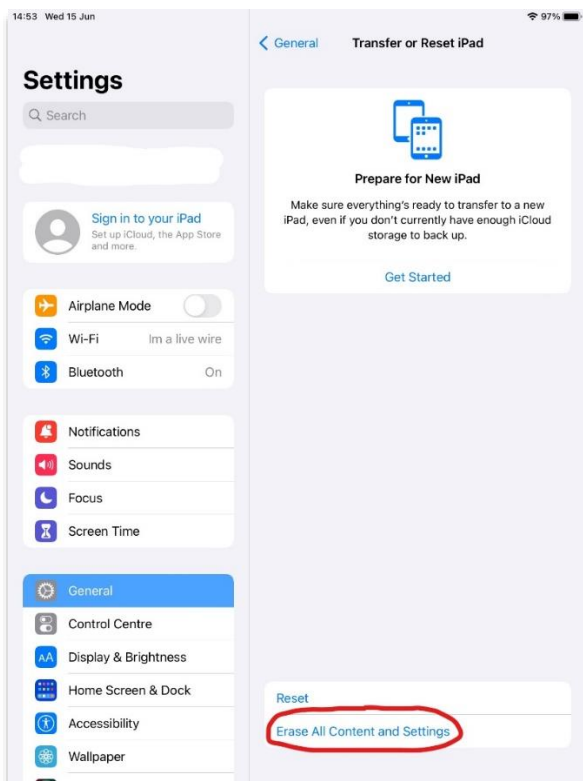 14:53 Wed 15 Jun
97%
Settings
Search
Sign in to your iPad
Set up iCloud, the App Store
and more.
Airplane Mode
Wi-Fi Im a live wire
Bluetooth On
Notifications
Sounds
Focus
Screen Time
General
Control Centre
AA Display & Brightness
Home Screen & Dock
Accessibility
Wallpaper
General Transfer or Reset iPad
Prepare for New iPad
Make sure everything's ready to transfer to a new
iPad, even if you don't currently have enough iCloud
storage to back up.
Get Started
Reset
Erase All Content and Settings